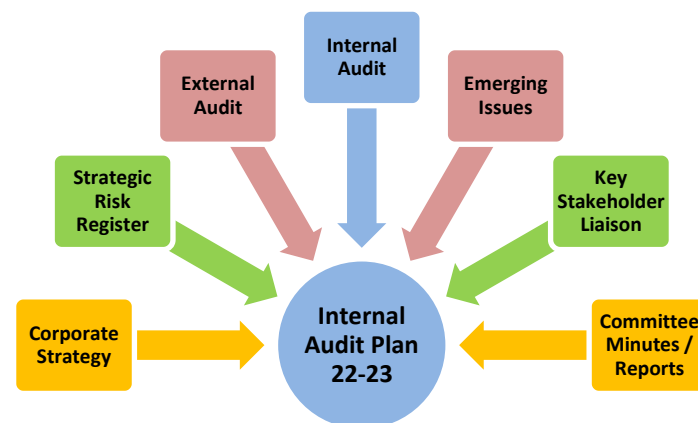 Internal
Audit
External
Audit
Emerging
Issues
Strategic
Risk
Register
Key
Stakeholder
Liaison
Corporate
Strategy
Internal
Audit Plan
22-23
Committee
Minutes /
Reports